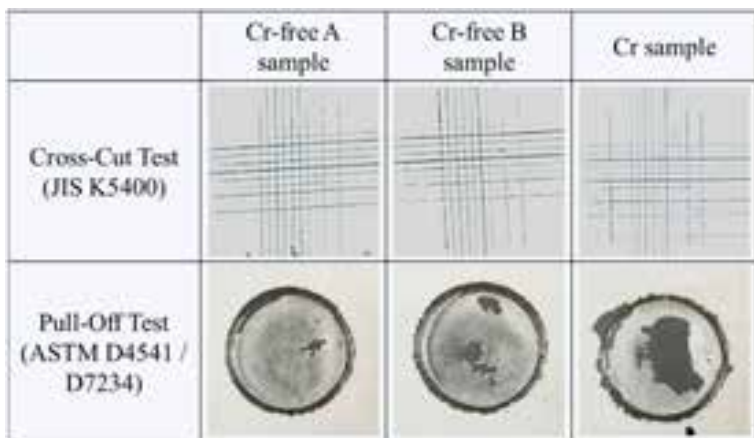 Cr-free A
sample
Cr-free B
sample
Cr sample
Cross-Cut Test
(JIS K5400)
Pull-Off Test
(ASTM D4541 /
D7234)